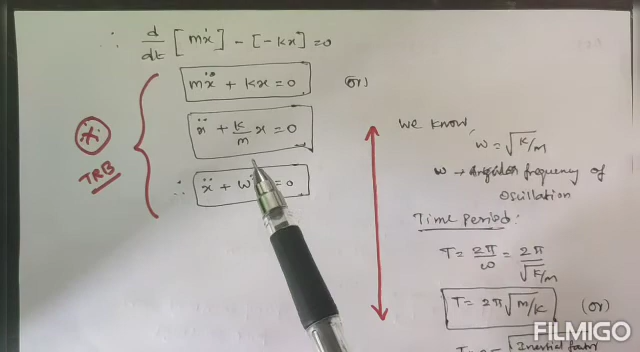 ∴ d/dt [mẋ] - [-kx] = 0
mẍ + kx = 0 (or)
ẍ + k/m x = 0
∴ ẍ + ω = 0
TRB
We know,
ω = √k/m
ω → Angular frequency of
Oscillation
Time Period:
T = 2π/ω = 2π/√k/m
T = 2π√m/k (or)
Inertial factor
FILMIGO